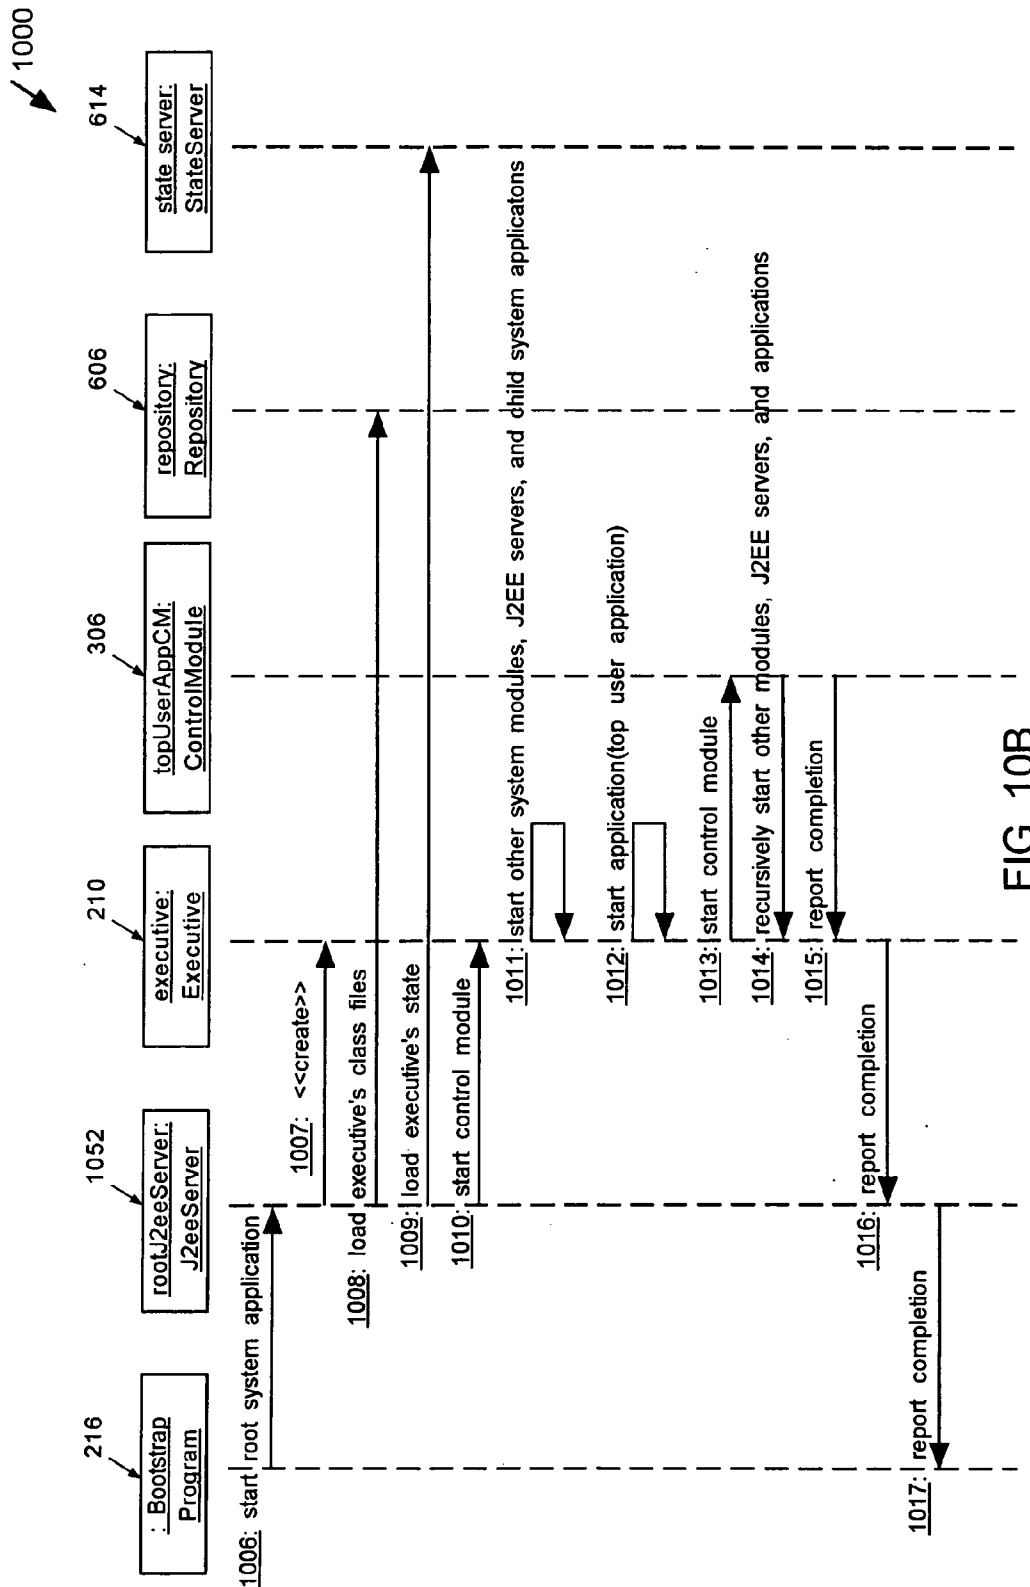 1000
216
: Bootstrap
Program
1052
rootJ2eeServer:
J2eeServer
210
executive:
Executive
306
topUserAppCM:
ControlModule
606
repository:
Repository
614
state server:
StateServer
1006: start root system application
1007: <<create>>
1008: load executive's class files
1009: load executive's state
1010: start control module
1011: start other system modules, J2EE servers, and child system applicatons
1012: start application(top user application)
1013: start control module
1014: recursively start other modules, J2EE servers, and applications
1015: report completion
1016: report completion
1017: report completion
FIG. 10B